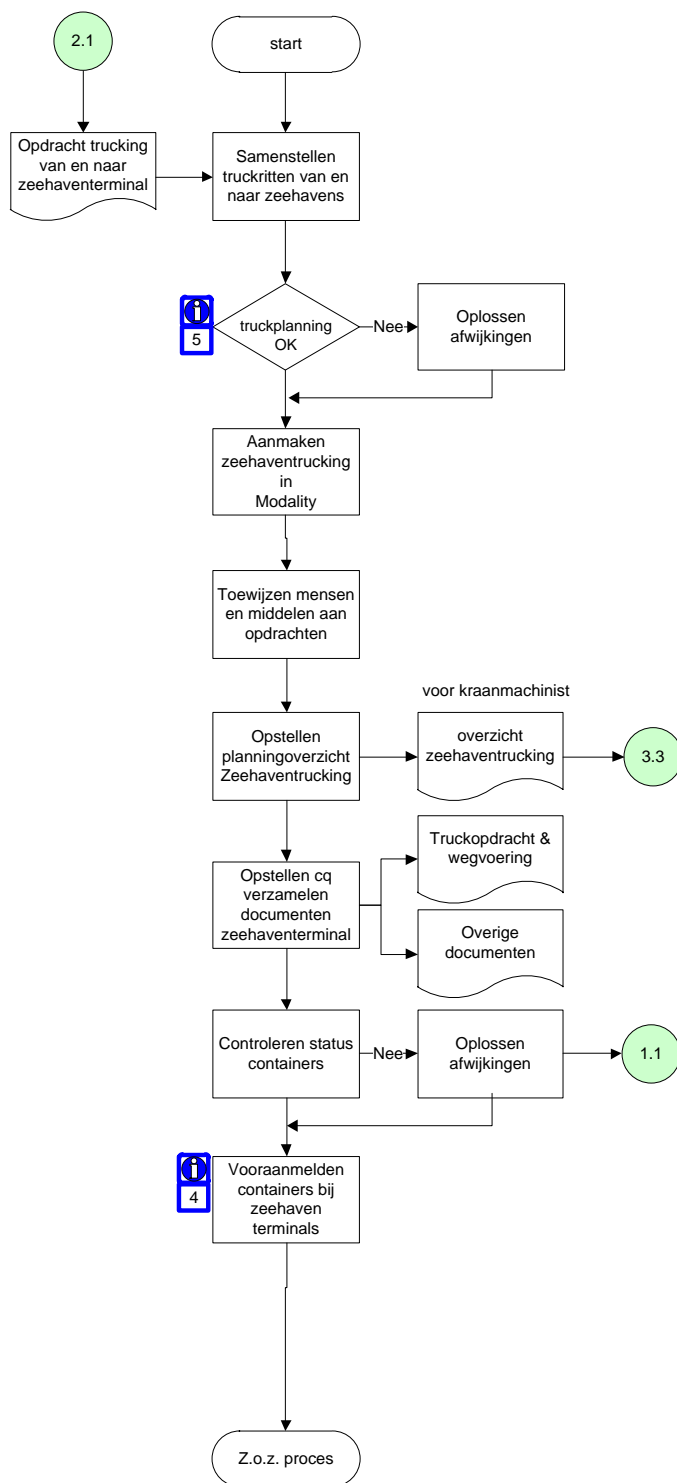 2.1
start
Opdracht trucking
van en naar
zeehaventerminal
Samenstellen
truckritten van en
naar zeehavens
5
truckplanning
OK
Nee
Oplossen
afwijkingen
Aanmaken
zeehaventrucking
in
Modality
Toewijzen mensen
en middelen aan
opdrachten
voor kraanmachinist
Opstellen
planningoverzicht
Zeehaventrucking
overzicht
zeehaventrucking
3.3
Opstellen cq
verzamelen
documenten
zeehaventerminal
Truckopdracht &
wegvoering
Overige
documenten
Controleren status
containers
Nee
Oplossen
afwijkingen
1.1
4
Vooraanmelden
containers bij
zeehaven
terminals
Z.o.z. proces